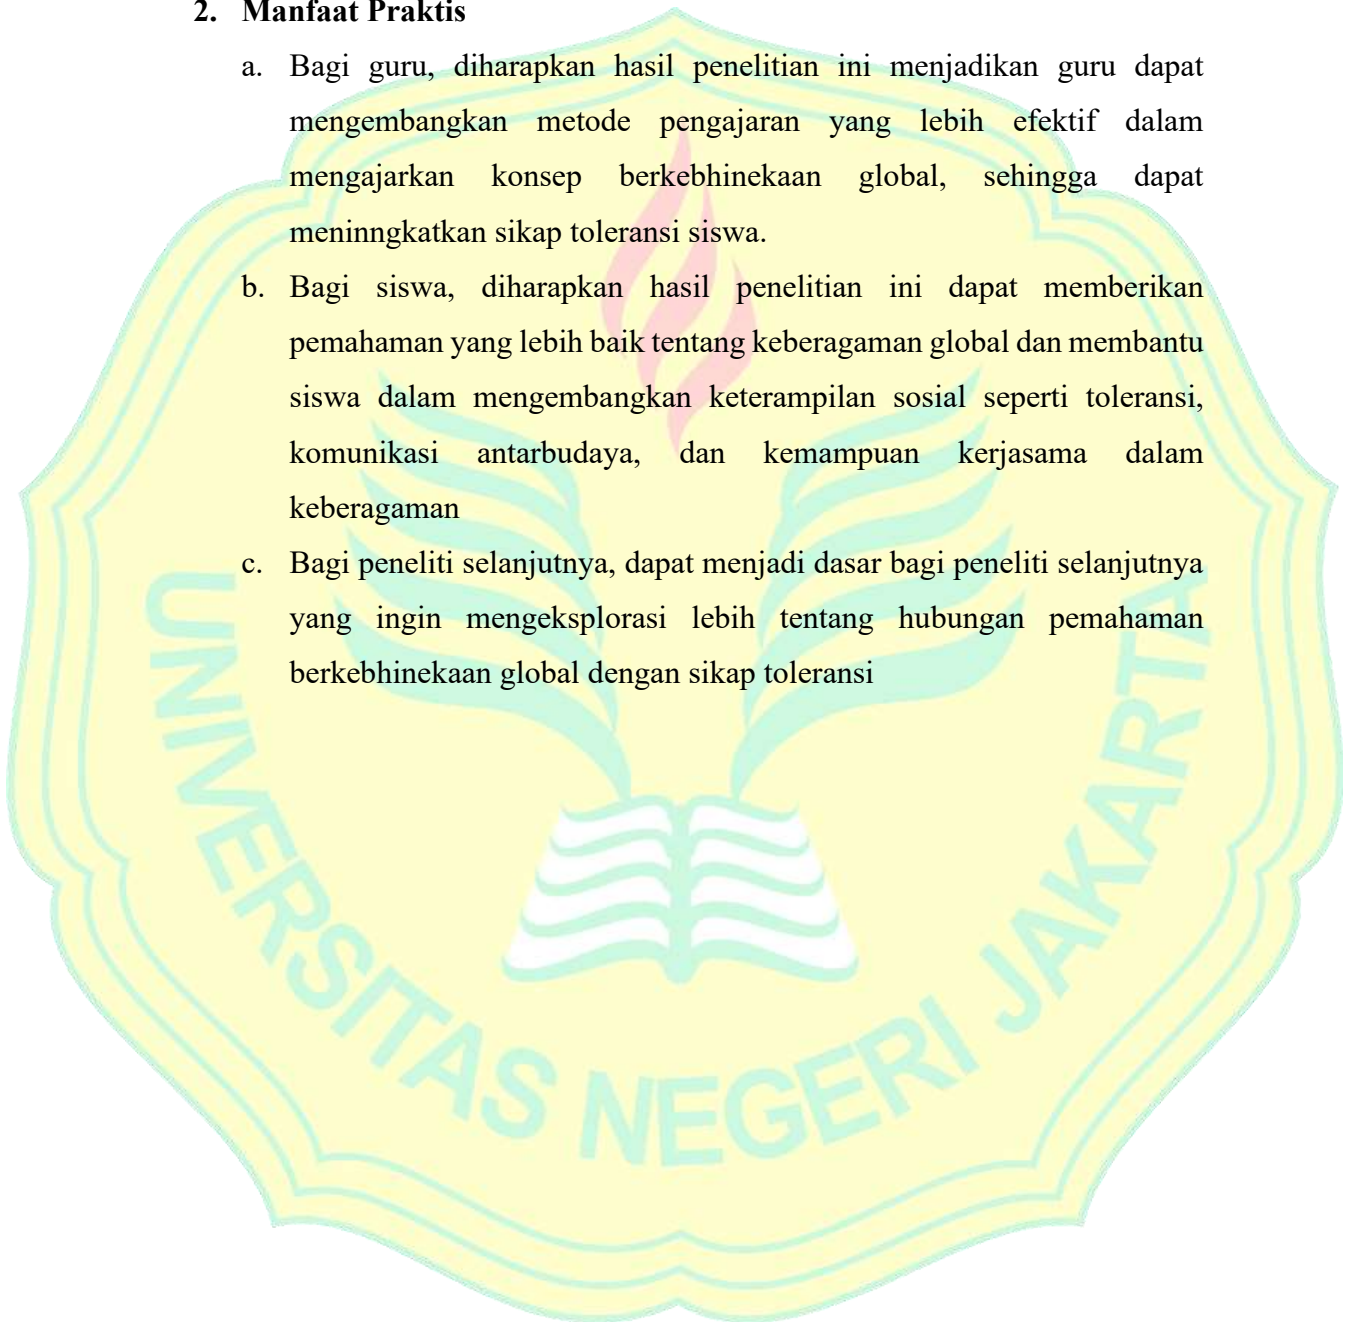 2. Manfaat Praktis
a. Bagi guru, diharapkan hasil penelitian ini menjadikan guru dapat
mengembangkan metode pengajaran yang lebih efektif dalam
mengajarkan konsep berkebhinekaan global, sehingga dapat
meninngkatkan sikap toleransi siswa.
b. Bagi siswa, diharapkan hasil penelitian ini dapat memberikan
pemahaman yang lebih baik tentang keberagaman global dan membantu
siswa dalam mengembangkan keterampilan sosial seperti toleransi,
komunikasi antarbudaya, dan kemampuan kerjasama dalam
keberagaman
c. Bagi peneliti selanjutnya, dapat menjadi dasar bagi peneliti selanjutnya
yang ingin mengeksplorasi lebih tentang hubungan pemahaman
berkebhinekaan global dengan sikap toleransi
UNIVERSITAS NEGERI JAKARTA